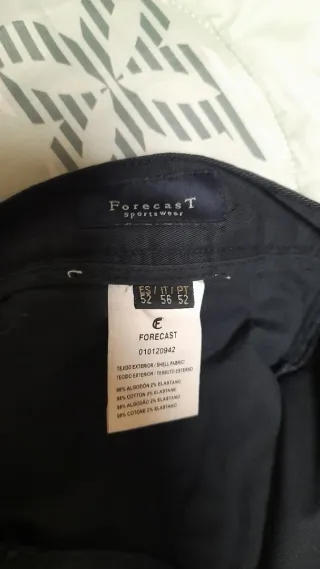 ForecasT
Sportswear
ES / IT / PT
52 56 52
E
FORECAST
010120942
TEJIDO EXTERIOR / SHELL FABRIC
TECIDO EXTERIOR / TESSUTO ESTERNO
98% ALGODÓN 2% ELASTANO
98% COTTON 2% ELASTANE
98% ALGODÃO 2% ELASTANO
98% COTONE 2% ELASTANO